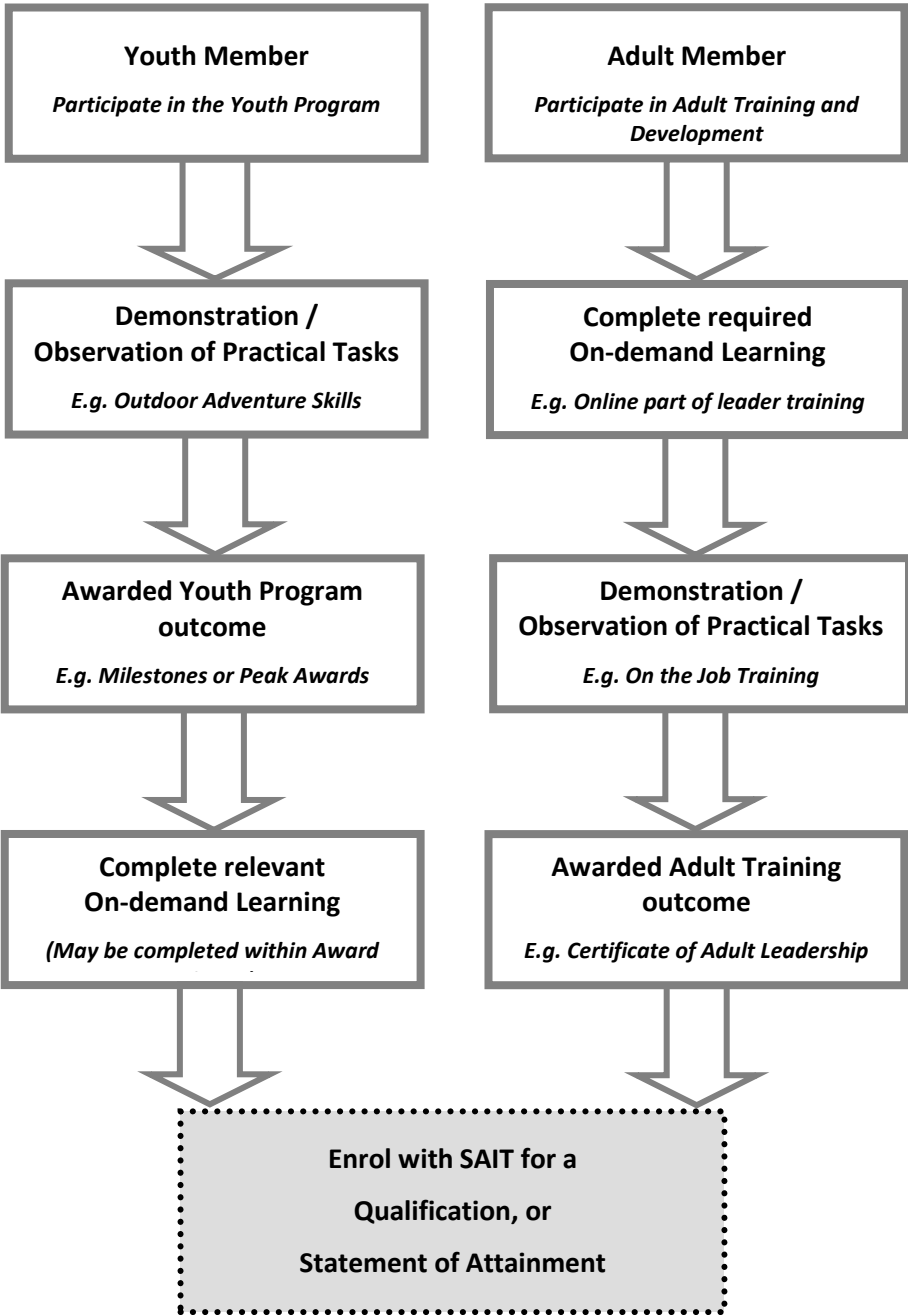 Youth Member
Participate in the Youth Program
Adult Member
Participate in Adult Training and
Development
Demonstration /
Observation of Practical Tasks
E.g. Outdoor Adventure Skills
Complete required
On-demand Learning
E.g. Online part of leader training
Awarded Youth Program
outcome
E.g. Milestones or Peak Awards
Demonstration /
Observation of Practical Tasks
E.g. On the Job Training
Complete relevant
On-demand Learning
(May be completed within Award
Awarded Adult Training
outcome
E.g. Certificate of Adult Leadership
Enrol with SAIT for a
Qualification, or
Statement of Attainment